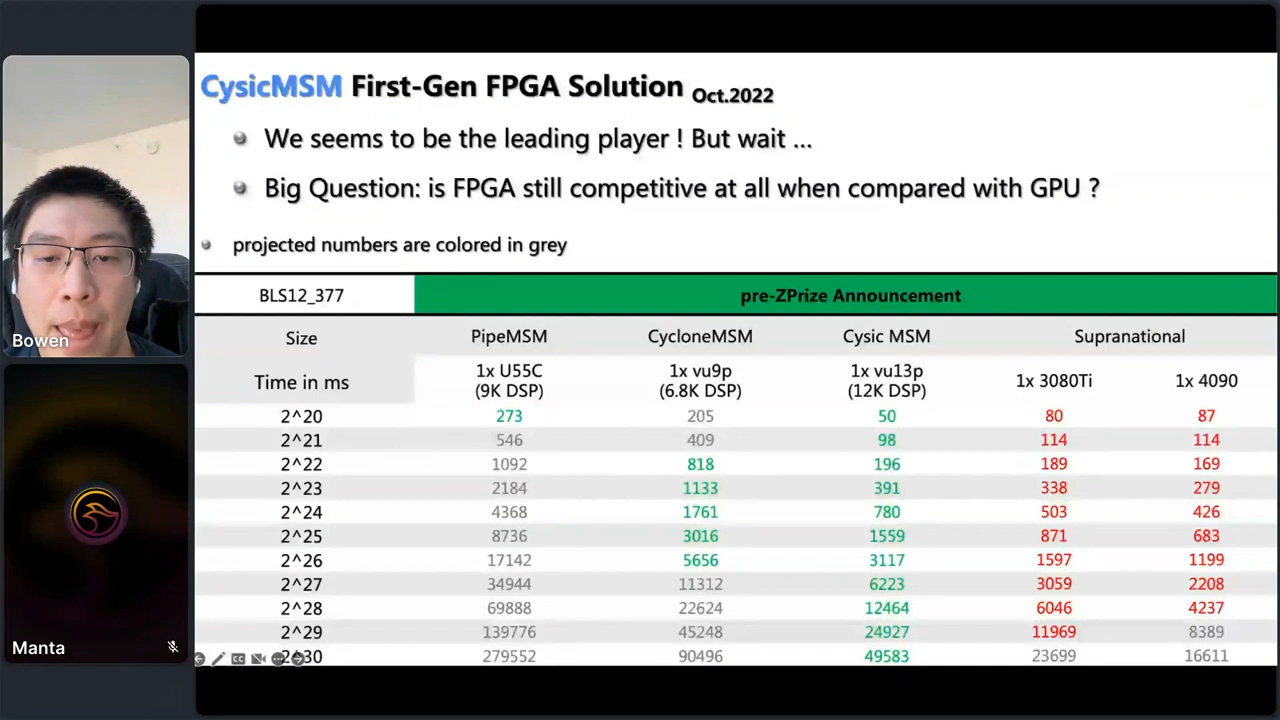 CysicMSM First-Gen FPGA Solution Oct.2022
We seems to be the leading player ! But wait ...
Big Question: is FPGA still competitive at all when compared with GPU ?
projected numbers are colored in grey
BLS12_377 pre-ZPrize Announcement
Size PipeMSM CycloneMSM Cysic MSM Supranational
Time in ms 1x U55C (9K DSP) 1x vu9p (6.8K DSP) 1x vu13p (12K DSP) 1x 3080Ti 1x 4090
2^20 273 205 50 80 87
2^21 546 409 98 114 114
2^22 1092 818 196 189 169
2^23 2184 1133 391 338 279
2^24 4368 1761 780 503 426
2^25 8736 3016 1559 871 683
2^26 17142 5656 3117 1597 1199
2^27 34944 11312 6223 3059 2208
2^28 69888 22624 12464 6046 4237
2^29 139776 45248 24927 11969 8389
2^30 279552 90496 49583 23699 16611
Bowen
Manta